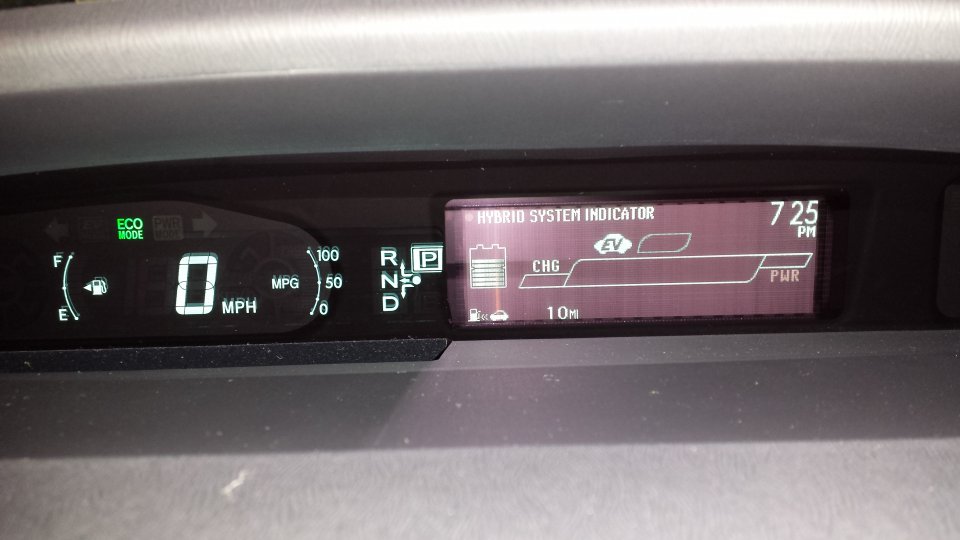 ECO
MODE
PWR
MODE
F
E
0
MPH
MPG
100
50
0
R
N
D
P
HYBRID SYSTEM INDICATOR
7 25
PM
EV
CHG
PWR
<<
10MI